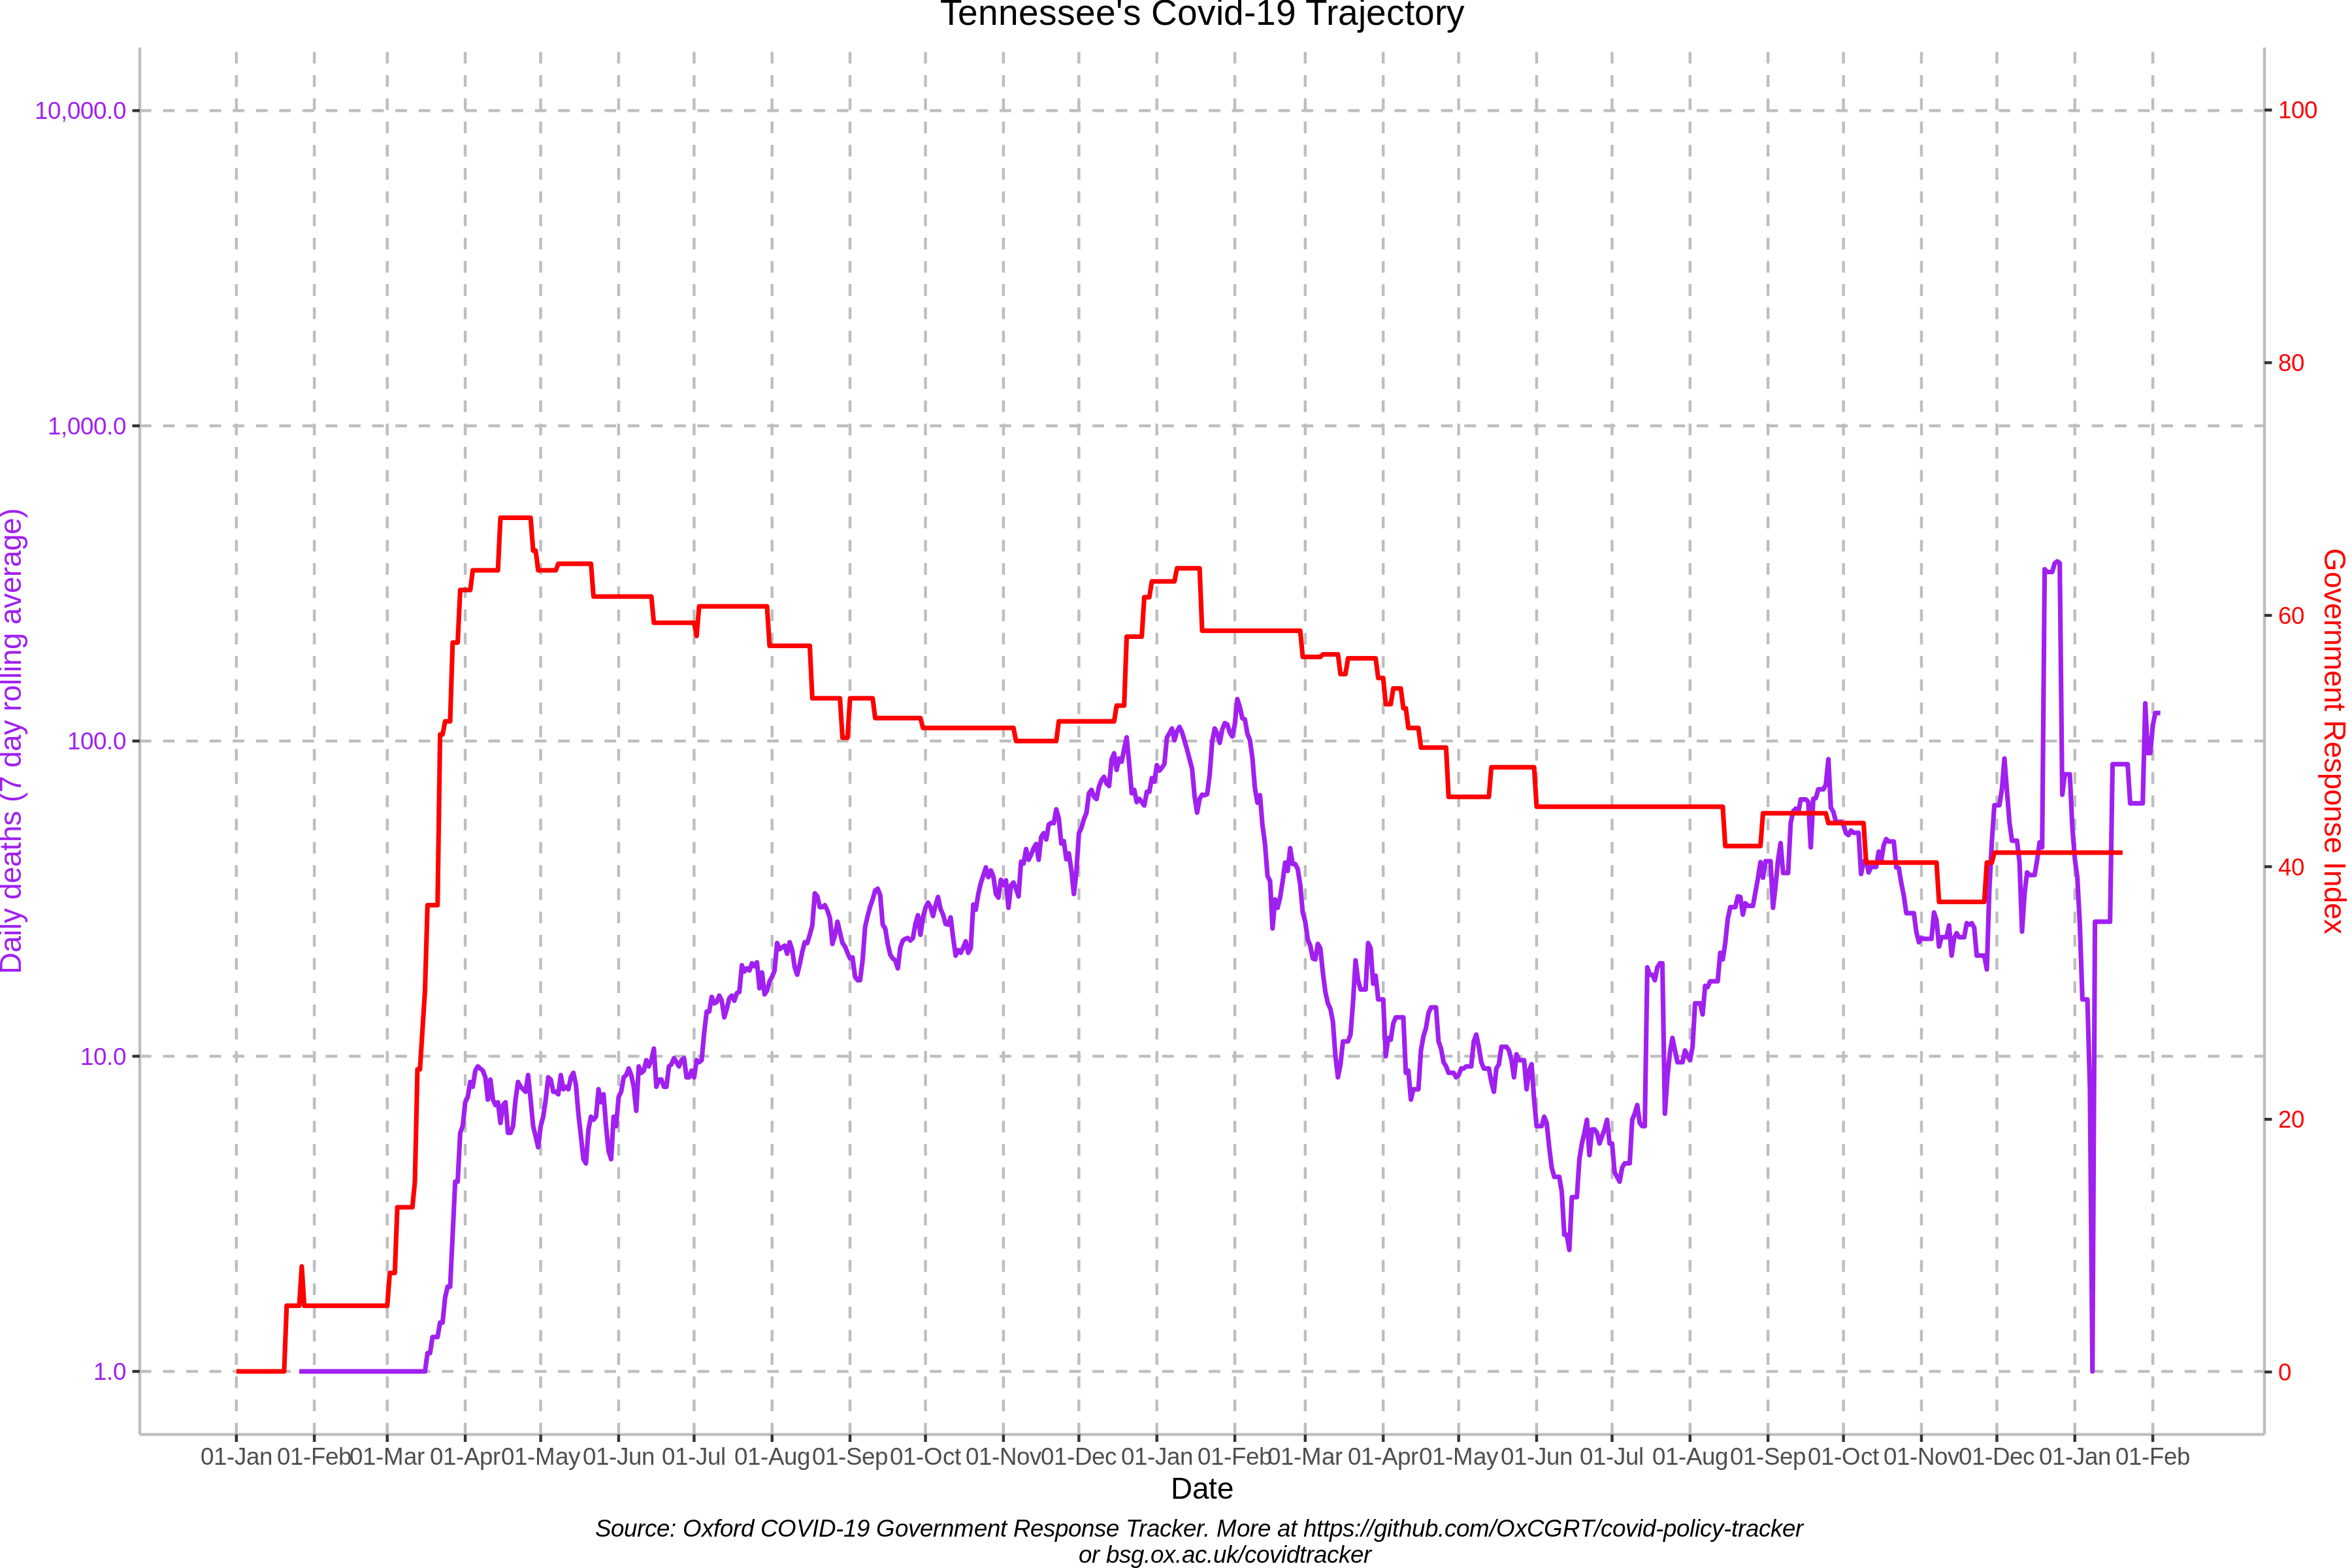 Tennessee's Covid-19 Trajectory
10,000.0
1,000.0
100.0
10.0
1.0
Daily deaths (7 day rolling average)
100
80
60
40
20
0
Government Response Index
01-Jan 01-Feb 01-Mar 01-Apr 01-May 01-Jun 01-Jul 01-Aug 01-Sep 01-Oct 01-Nov 01-Dec 01-Jan 01-Feb 01-Mar 01-Apr 01-May 01-Jun 01-Jul 01-Aug 01-Sep 01-Oct 01-Nov 01-Dec 01-Jan 01-Feb
Date
Source: Oxford COVID-19 Government Response Tracker. More at https://github.com/OxCGRT/covid-policy-tracker
or bsg.ox.ac.uk/covidtracker